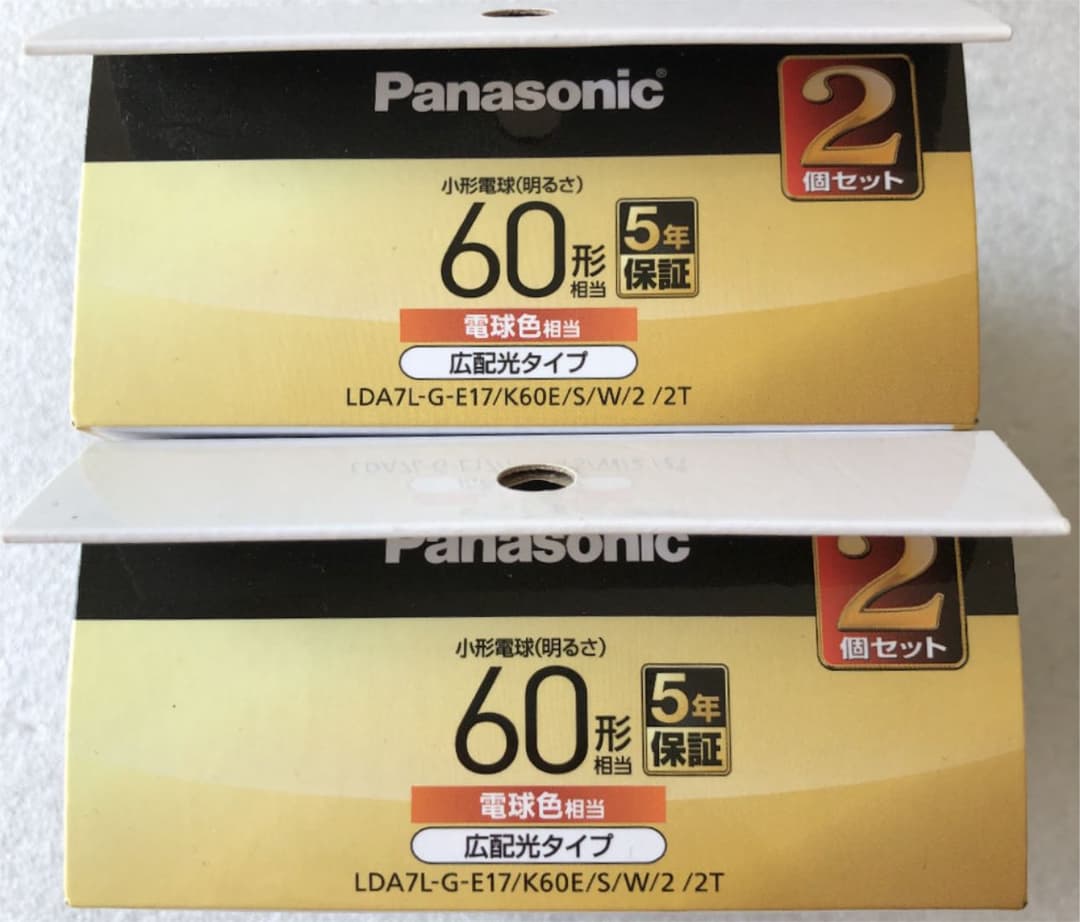 Panasonic®
2
個セット
小形電球(明るさ)
60形
相当
5年
保証
電球色相当
広配光タイプ
LDA7L-G-E17/K60E/S/W/2 /2T
Panasonic
2
個セット
小形電球(明るさ)
60形
相当
5年
保証
電球色相当
広配光タイプ
LDA7L-G-E17/K60E/S/W/2 /2T